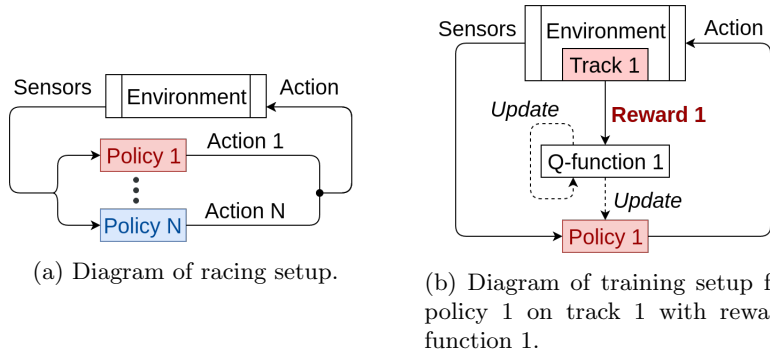 Sensors
Action
Environment
Policy 1
Action 1
Policy N
Action N
(a) Diagram of racing setup.
Sensors
Environment
Action
Track 1
Update
Reward 1
Q-function 1
Update
Policy 1
(b) Diagram of training setup f
policy 1 on track 1 with rewa
function 1.